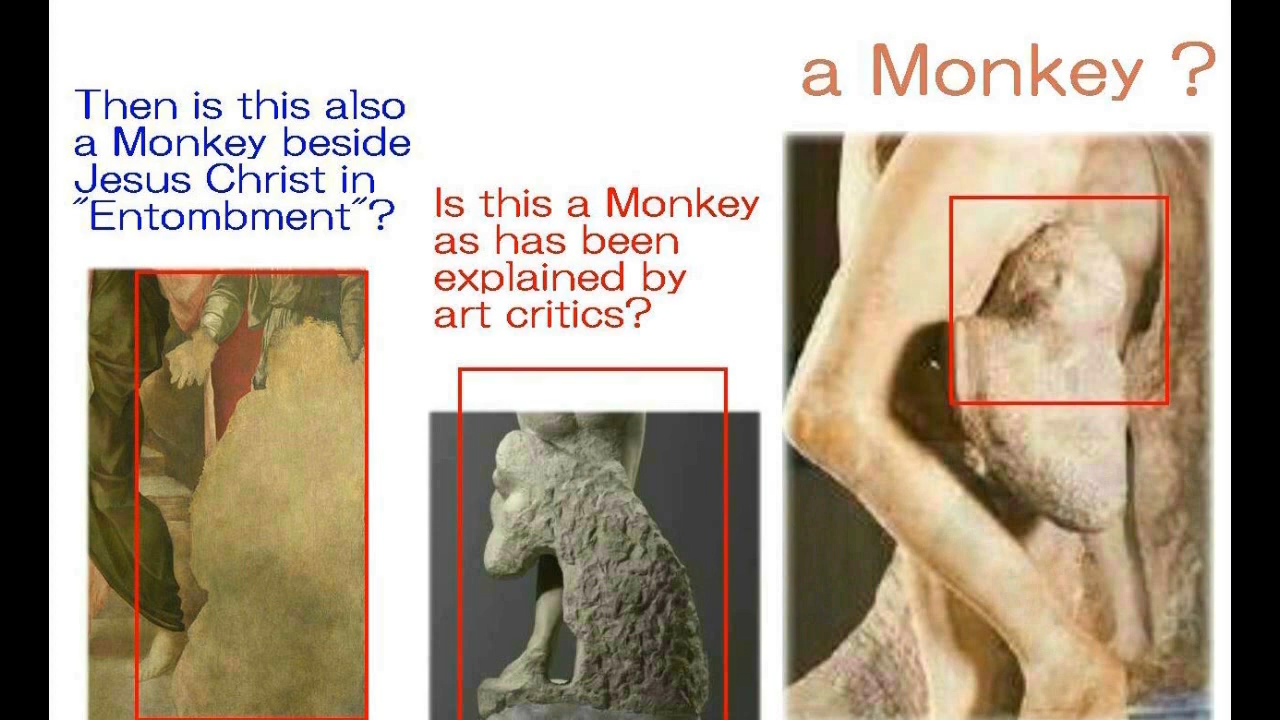 a Monkey ?
Then is this also
a Monkey beside
Jesus Christ in
"Entombment"?
Is this a Monkey
as has been
explained by
art critics?